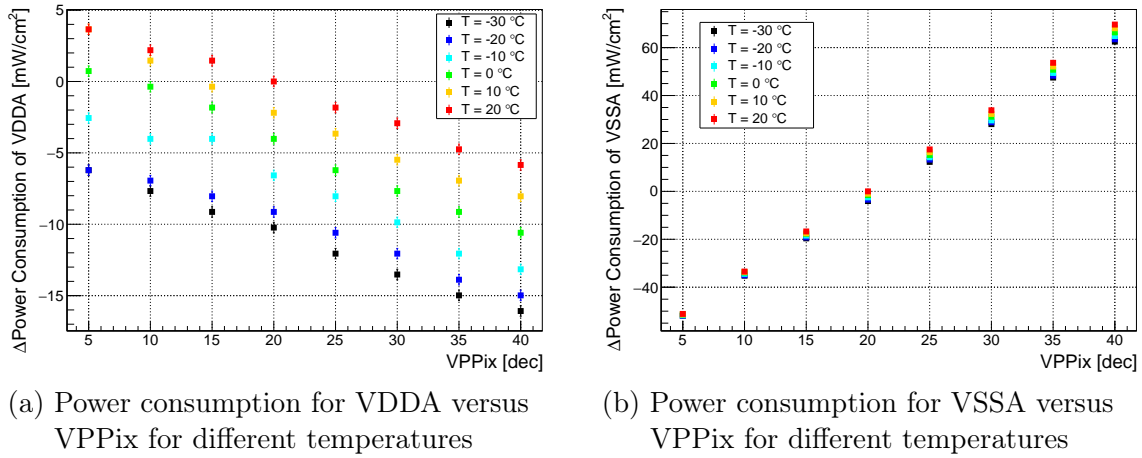 ΔPower Consumption of VDDA [mW/cm²]
5
0
−5
−10
−15
T = -30 °C
T = -20 °C
T = -10 °C
T = 0 °C
T = 10 °C
T = 20 °C
5 10 15 20 25 30 35 40
VPPix [dec]
(a) Power consumption for VDDA versus
VPPix for different temperatures
ΔPower Consumption of VSSA [mW/cm²]
60
40
20
0
−20
−40
T = -30 °C
T = -20 °C
T = -10 °C
T = 0 °C
T = 10 °C
T = 20 °C
5 10 15 20 25 30 35 40
VPPix [dec]
(b) Power consumption for VSSA versus
VPPix for different temperatures